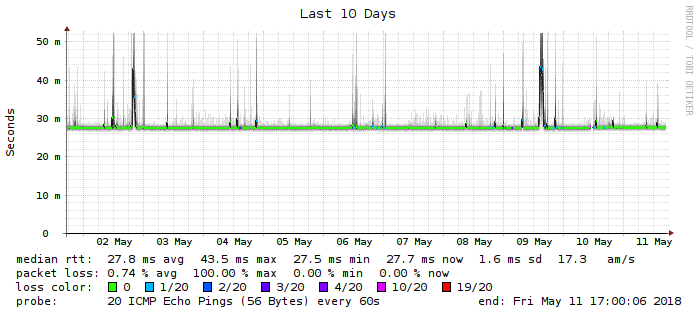 Last 10 Days
RRDTOOL / TOBI OETIKER
Seconds
50 m
40 m
30 m
20 m
10 m
0
02 May 03 May 04 May 05 May 06 May 07 May 08 May 09 May 10 May 11 May
median rtt: 27.8 ms avg 43.5 ms max 27.5 ms min 27.7 ms now 1.6 ms sd 17.3 am/s
packet loss: 0.74 % avg 100.00 % max 0.00 % min 0.00 % now
loss color: 0 1/20 2/20 3/20 4/20 10/20 19/20
probe: 20 ICMP Echo Pings (56 Bytes) every 60s end: Fri May 11 17:00:06 2018